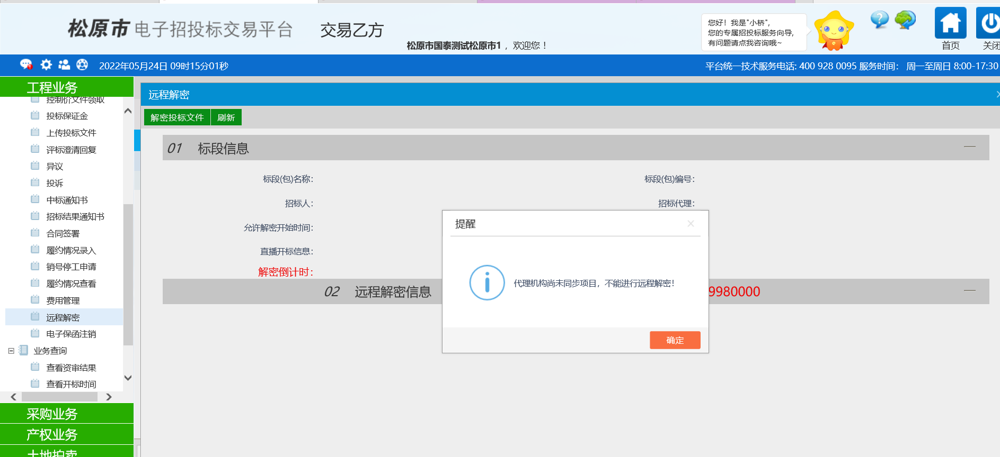 松原市 电子招投标交易平台 交易乙方
松原市国泰测试松原市1 ，欢迎您！
您好！我是"小桥",
您的专属招投标服务向导,
有问题请点我咨询哦~
首页
关闭
2022年05月24日 09时15分01秒
平台统一技术服务电话: 400 928 0095 服务时间： 周一至周日 8:00-17:30
工程业务
控制价文件领取
投标保证金
上传投标文件
评标澄清回复
异议
投诉
中标通知书
招标结果通知书
合同签署
履约情况录入
销号停工申请
履约情况查看
费用管理
远程解密
电子保函注销
业务查询
查看资审结果
查看开标时间
采购业务
产权业务
土地拍卖
远程解密
解密投标文件 刷新
01 标段信息
标段(包)名称：
标段(包)编号：
招标人：
招标代理：
允许解密开始时间：
直播开标信息：
解密倒计时：
02 远程解密信息
9980000
提醒
代理机构尚未同步项目，不能进行远程解密！
确定